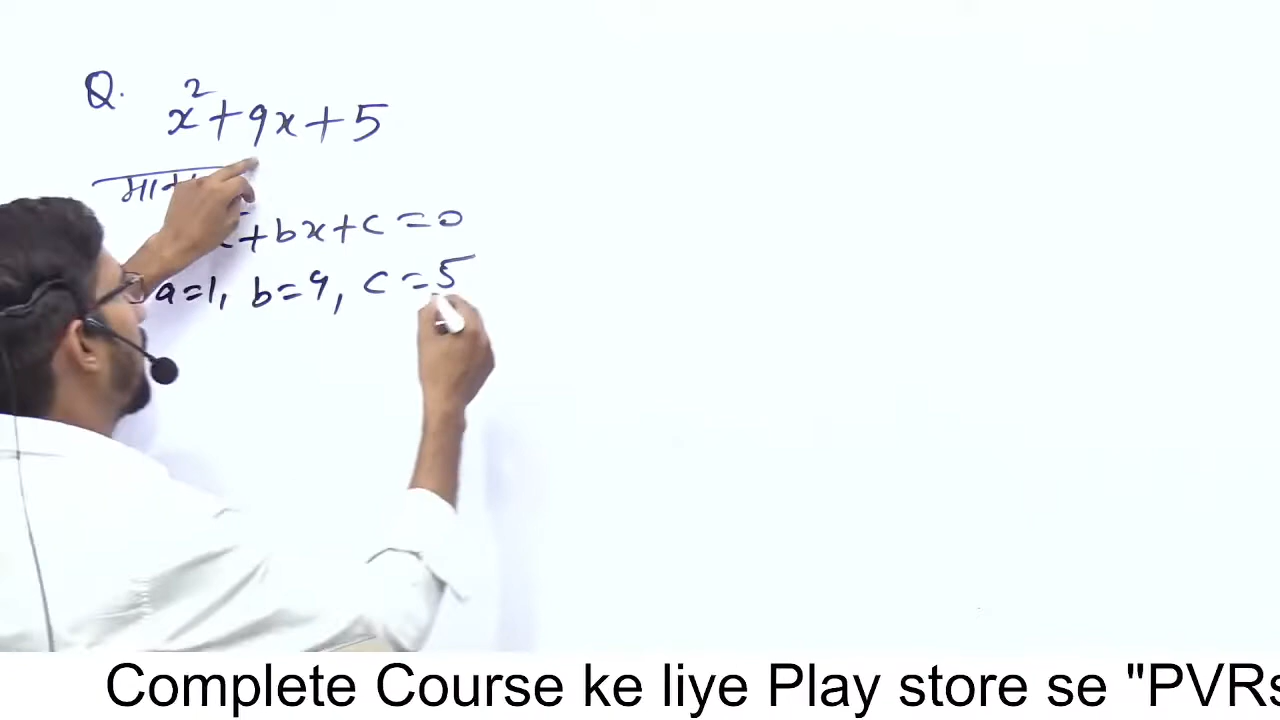 Q. x²+9x+5
+bx+c=0
a=1, b=9, c=5
Complete Course ke liye Play store se "PVRs